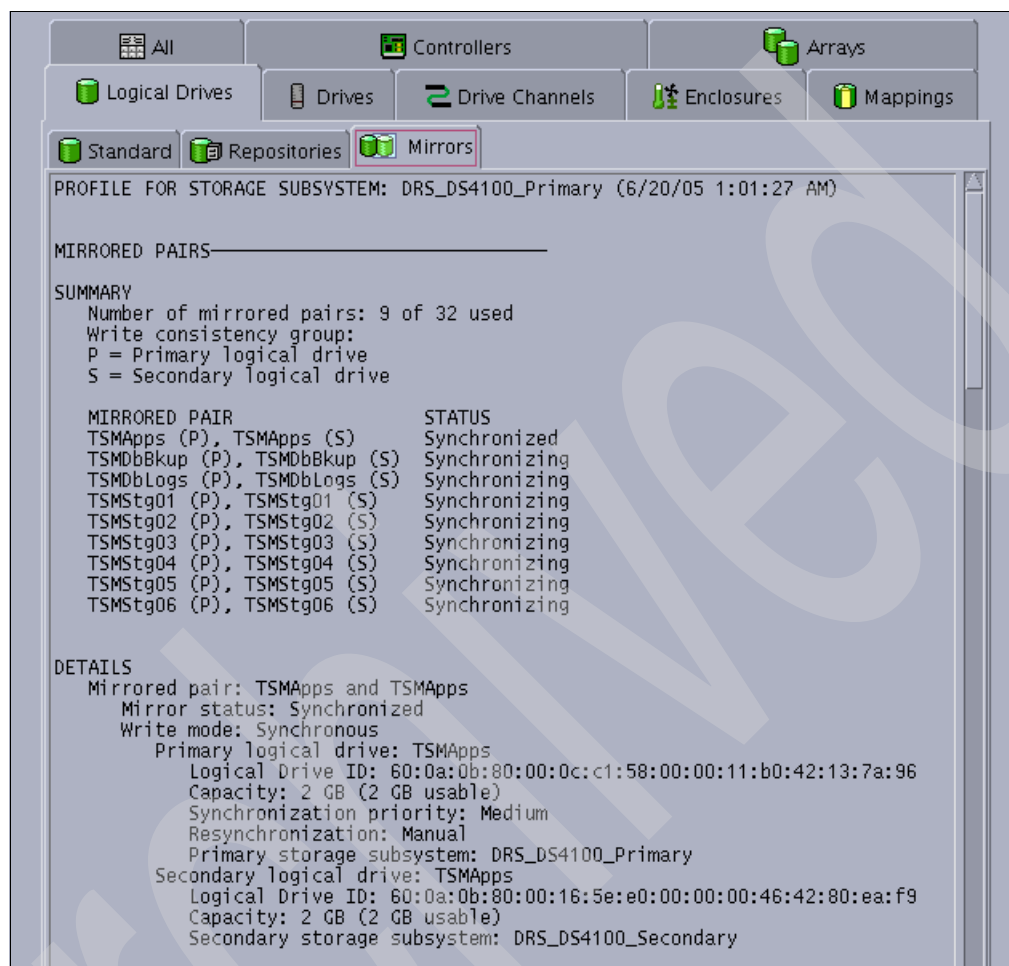 All
Controllers
Arrays
Logical Drives
Drives
Drive Channels
Enclosures
Mappings
Standard
Repositories
Mirrors
PROFILE FOR STORAGE SUBSYSTEM: DRS_DS4100_Primary (6/20/05 1:01:27 AM)
MIRRORED PAIRS
SUMMARY
Number of mirrored pairs: 9 of 32 used
Write consistency group:
P = Primary logical drive
S = Secondary logical drive
MIRRORED PAIR STATUS
TSMApps (P), TSMApps (S) Synchronized
TSMDbBkup (P), TSMDbBkup (S) Synchronizing
TSMDbLogs (P), TSMDbLogs (S) Synchronizing
TSMStg01 (P), TSMStg01 (S) Synchronizing
TSMStg02 (P), TSMStg02 (S) Synchronizing
TSMStg03 (P), TSMStg03 (S) Synchronizing
TSMStg04 (P), TSMStg04 (S) Synchronizing
TSMStg05 (P), TSMStg05 (S) Synchronizing
TSMStg06 (P), TSMStg06 (S) Synchronizing
DETAILS
Mirrored pair: TSMApps and TSMApps
Mirror status: Synchronized
Write mode: Synchronous
Primary logical drive: TSMApps
Logical Drive ID: 60:0a:0b:80:00:0c:c1:58:00:00:11:b0:42:13:7a:96
Capacity: 2 GB (2 GB usable)
Synchronization priority: Medium
Resynchronization: Manual
Primary storage subsystem: DRS_DS4100_Primary
Secondary logical drive: TSMApps
Logical Drive ID: 60:0a:0b:80:00:16:5e:e0:00:00:00:46:42:80:ea:f9
Capacity: 2 GB (2 GB usable)
Secondary storage subsystem: DRS_DS4100_Secondary